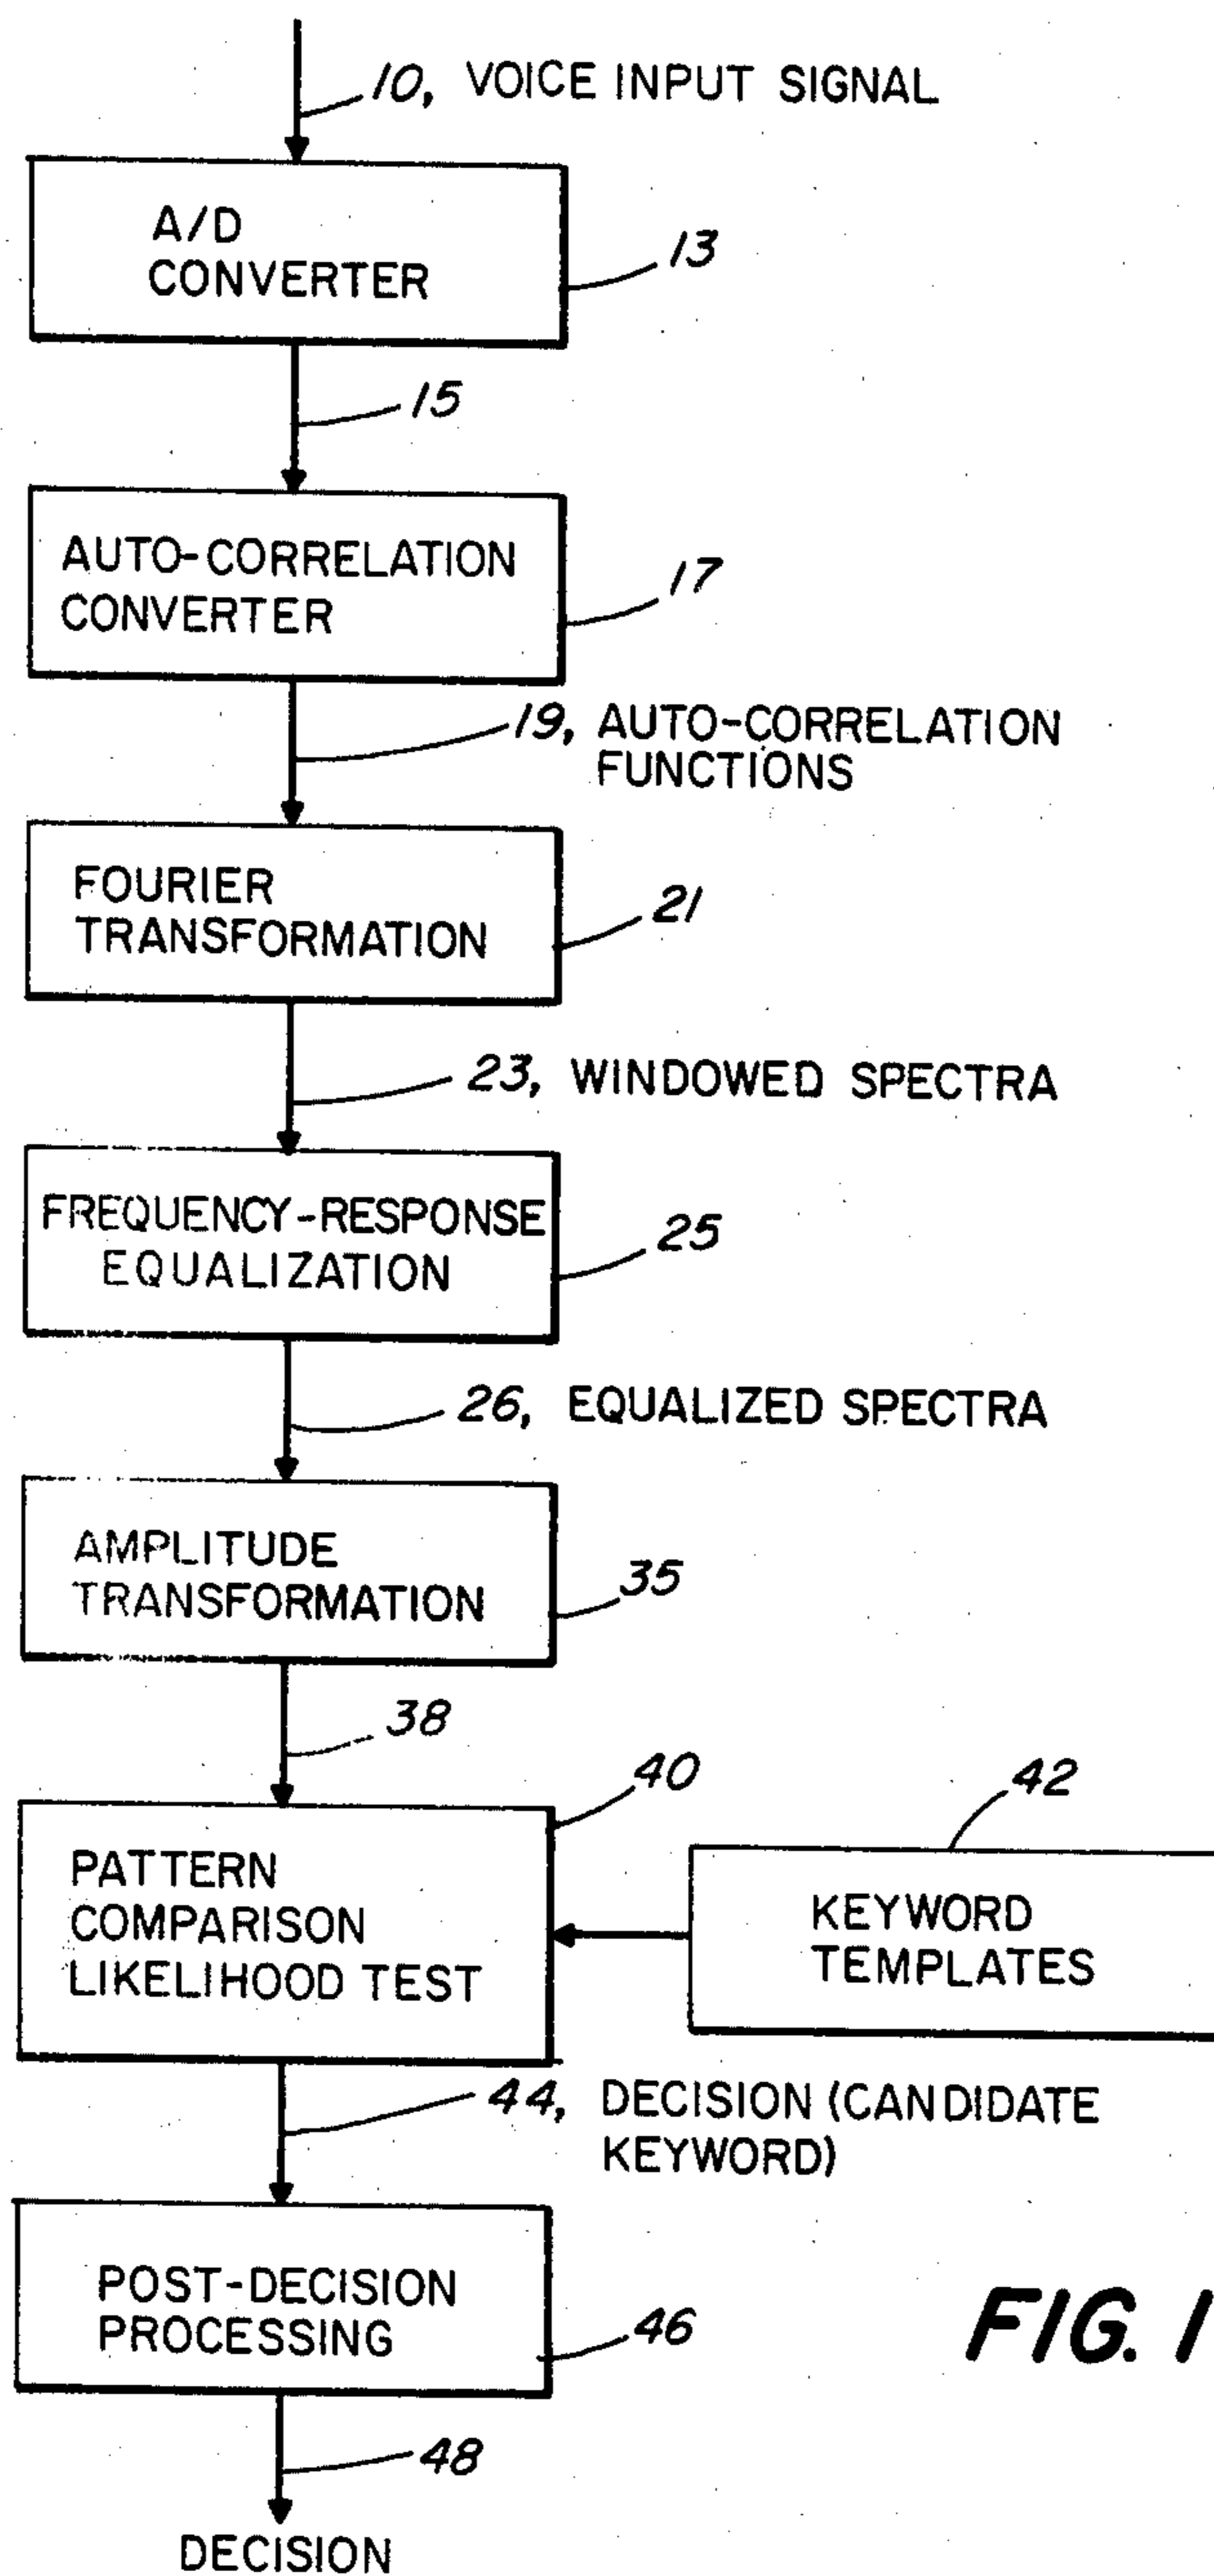 10, VOICE INPUT SIGNAL
A/D
CONVERTER
13
15
AUTO-CORRELATION
CONVERTER
17
19, AUTO-CORRELATION
FUNCTIONS
FOURIER
TRANSFORMATION
21
23, WINDOWED SPECTRA
FREQUENCY-RESPONSE
EQUALIZATION
25
26, EQUALIZED SPECTRA
AMPLITUDE
TRANSFORMATION
35
38
40
42
PATTERN
COMPARISON
LIKELIHOOD TEST
KEYWORD
TEMPLATES
44, DECISION (CANDIDATE
KEYWORD)
POST-DECISION
PROCESSING
46
48
DECISION
FIG. 1